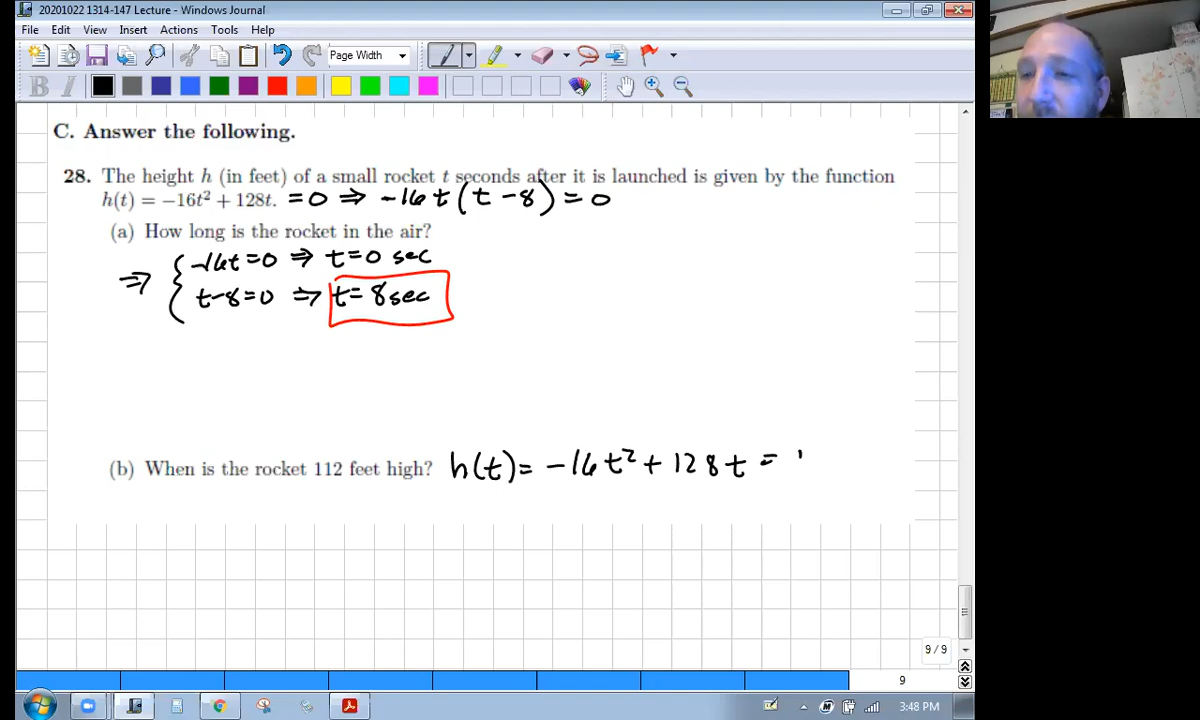 20201022 1314-147 Lecture - Windows Journal
File Edit View Insert Actions Tools Help
Page Width
B I
C. Answer the following.
28. The height h (in feet) of a small rocket t seconds after it is launched is given by the function
h(t) = −16t² + 128t. = 0 ⇒ −16t(t−8) = 0
(a) How long is the rocket in the air?
⇒ { −16t=0 ⇒ t=0 sec
t−8=0 ⇒ t= 8 sec
(b) When is the rocket 112 feet high? h(t)= −16t² + 128t =
9 / 9
9
3:48 PM